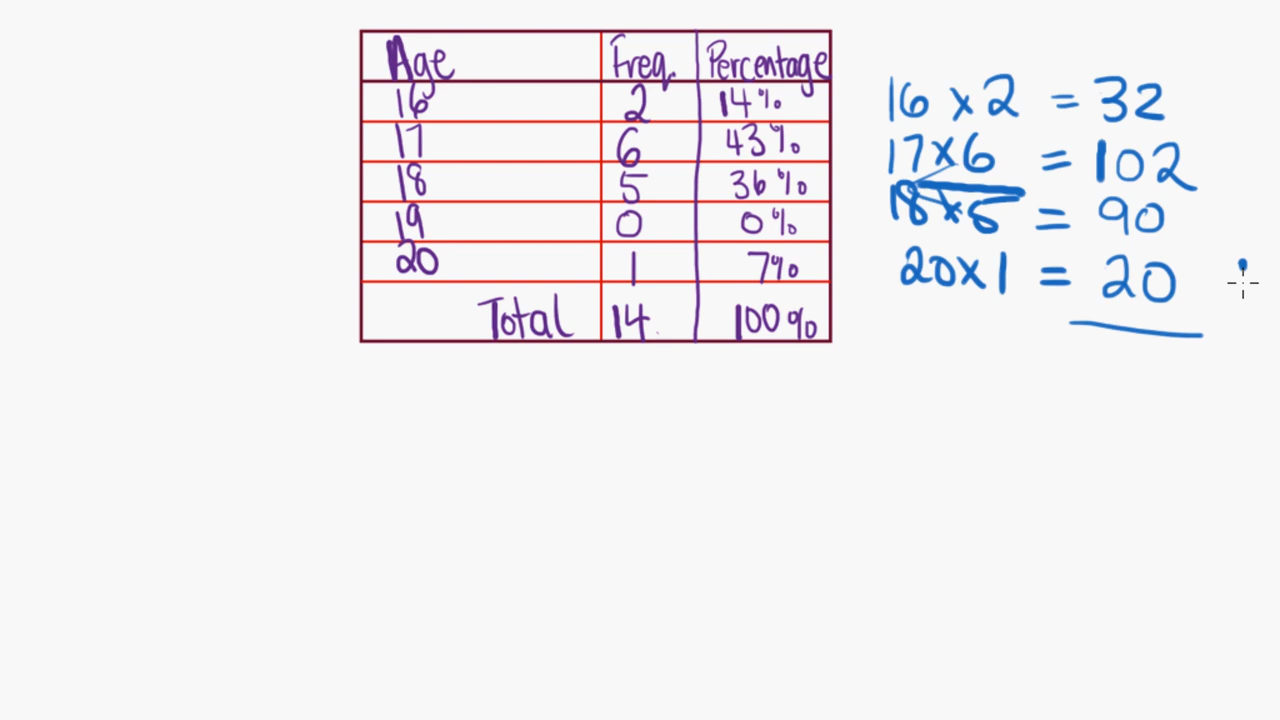 Age Freq. Percentage
16 2 14%
17 6 43%
18 5 36%
19 0 0%
20 1 7%
Total 14 100%
16 x 2 = 32
17 x 6 = 102
18 x 5 = 90
20 x 1 = 20